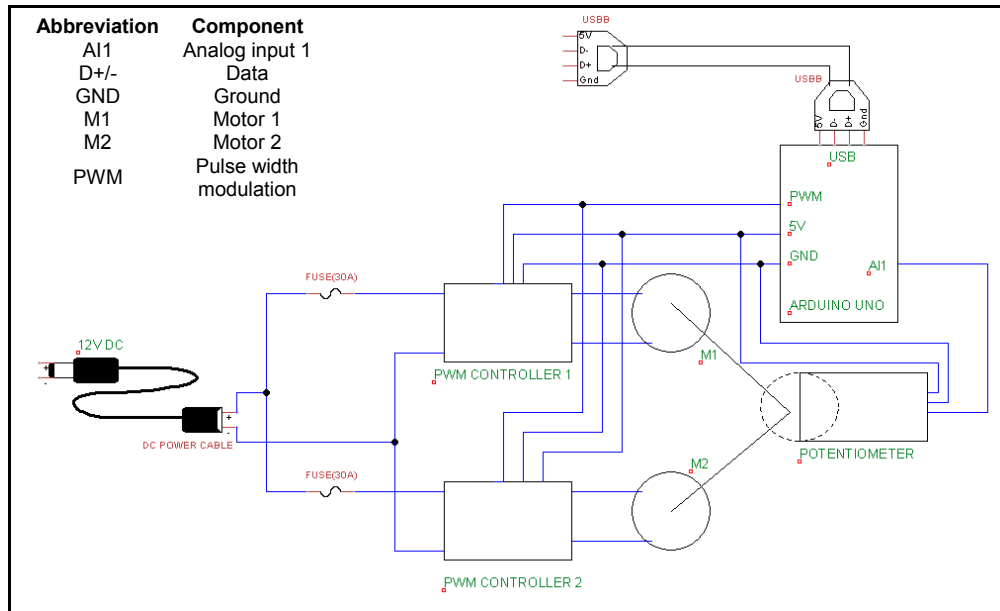 Abbreviation Component
AI1 Analog input 1
D+/- Data
GND Ground
M1 Motor 1
M2 Motor 2
PWM Pulse width
modulation
USBB
5V
D-
D+
Gnd
USBB
5V
D-
D+
Gnd
USB
PWM
5V
GND
AI1
ARDUINO UNO
FUSE(30A)
12V DC
+
-
+
-
DC POWER CABLE
PWM CONTROLLER 1
M1
M2
POTENTIOMETER
FUSE(30A)
PWM CONTROLLER 2